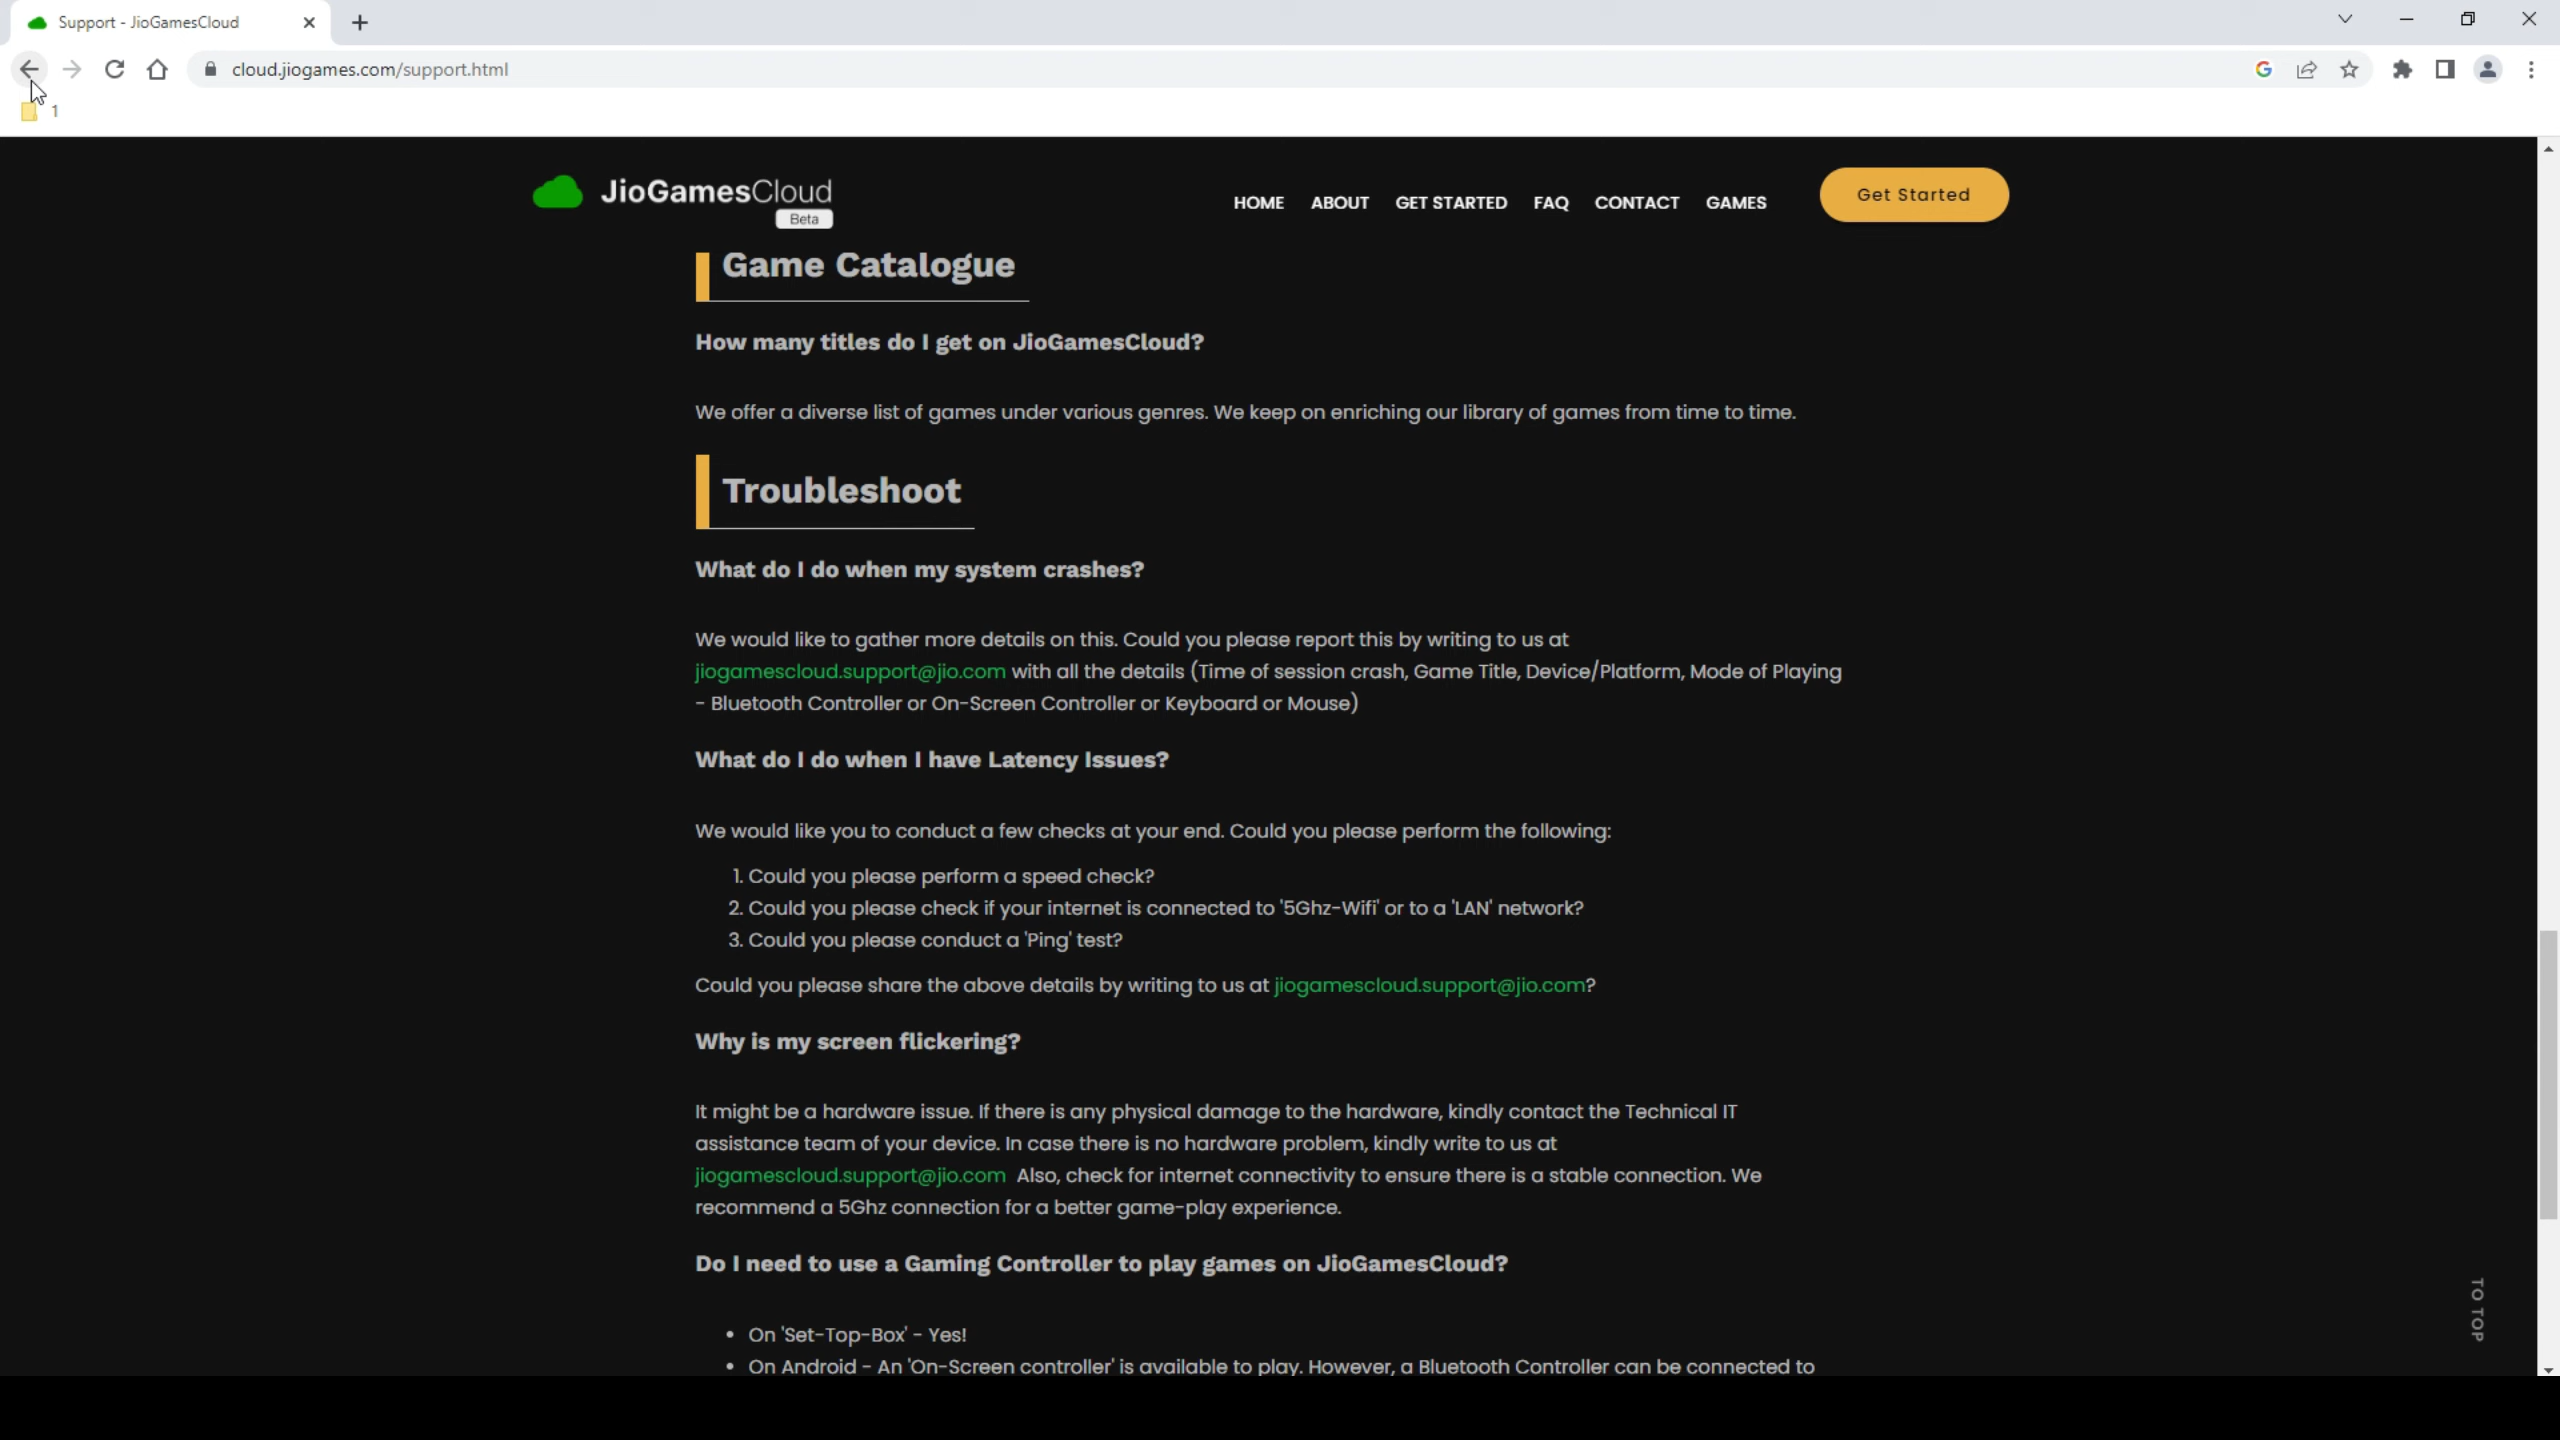 Support - JioGamesCloud
cloud.jiogames.com/support.html
1
JioGamesCloud
Beta
HOME ABOUT GET STARTED FAQ CONTACT GAMES Get Started
Game Catalogue
How many titles do I get on JioGamesCloud?
We offer a diverse list of games under various genres. We keep on enriching our library of games from time to time.
Troubleshoot
What do I do when my system crashes?
We would like to gather more details on this. Could you please report this by writing to us at
jiogamescloud.support@jio.com with all the details (Time of session crash, Game Title, Device/Platform, Mode of Playing
- Bluetooth Controller or On-Screen Controller or Keyboard or Mouse)
What do I do when I have Latency Issues?
We would like you to conduct a few checks at your end. Could you please perform the following:
1. Could you please perform a speed check?
2. Could you please check if your internet is connected to '5Ghz-Wifi' or to a 'LAN' network?
3. Could you please conduct a 'Ping' test?
Could you please share the above details by writing to us at jiogamescloud.support@jio.com?
Why is my screen flickering?
It might be a hardware issue. If there is any physical damage to the hardware, kindly contact the Technical IT
assistance team of your device. In case there is no hardware problem, kindly write to us at
jiogamescloud.support@jio.com Also, check for internet connectivity to ensure there is a stable connection. We
recommend a 5Ghz connection for a better game-play experience.
Do I need to use a Gaming Controller to play games on JioGamesCloud?
• On 'Set-Top-Box' - Yes!
• On Android - An 'On-Screen controller' is available to play. However, a Bluetooth Controller can be connected to
TO TOP